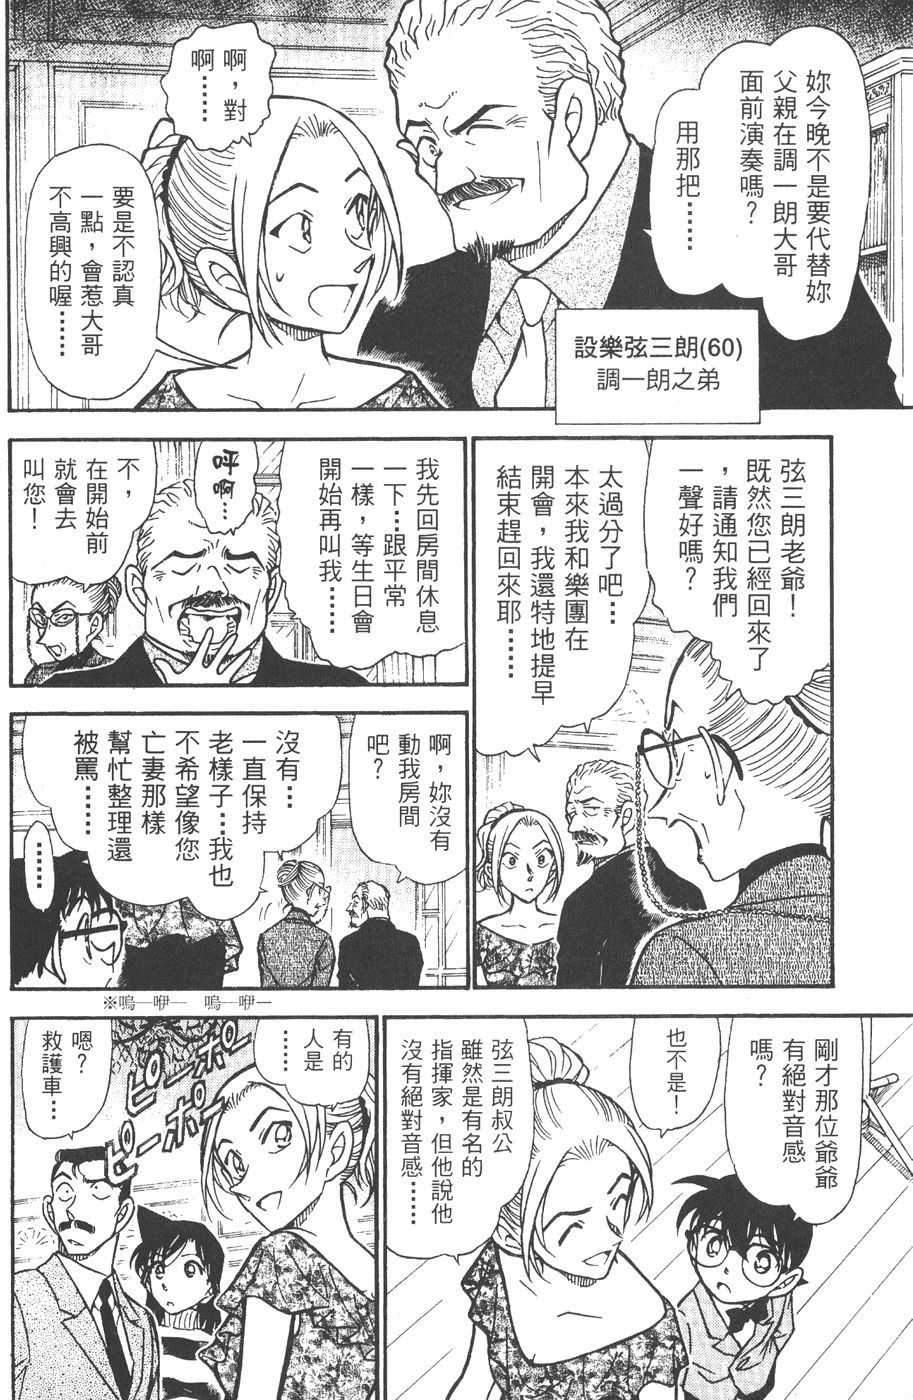 妳今晚不是要代替妳
父親在調一朗大哥
面前演奏嗎？
用那把……
啊，對
啊……
要是不認真
一點，會惹大哥
不高興的喔……
設樂弦三朗(60)
調一朗之弟
弦三朗老爺！
既然您已經回來了
，請通知我們
一聲好嗎？
太過分了吧…
本來我和樂團在
開會，我還特地提早
結束趕回來耶……
我先回房間休息
一下…跟平常
一樣，等生日會
開始再叫我……
呼啊…
不，
在開始前
就會去
叫您！
啊，妳沒有
動我房間
吧？
沒有…
一直保持
老樣子…我也
不希望像您
亡妻那樣
幫忙整理還
被罵……
……
剛才那位爺爺
有絕對音感
嗎？
也不是！
弦三朗叔公
雖然是有名的
指揮家，但他說他
沒有絕對音感……
※嗚─咿─　嗚─咿─
有的
人是
……
ピーポー
ピーポー
嗯？
救護車…